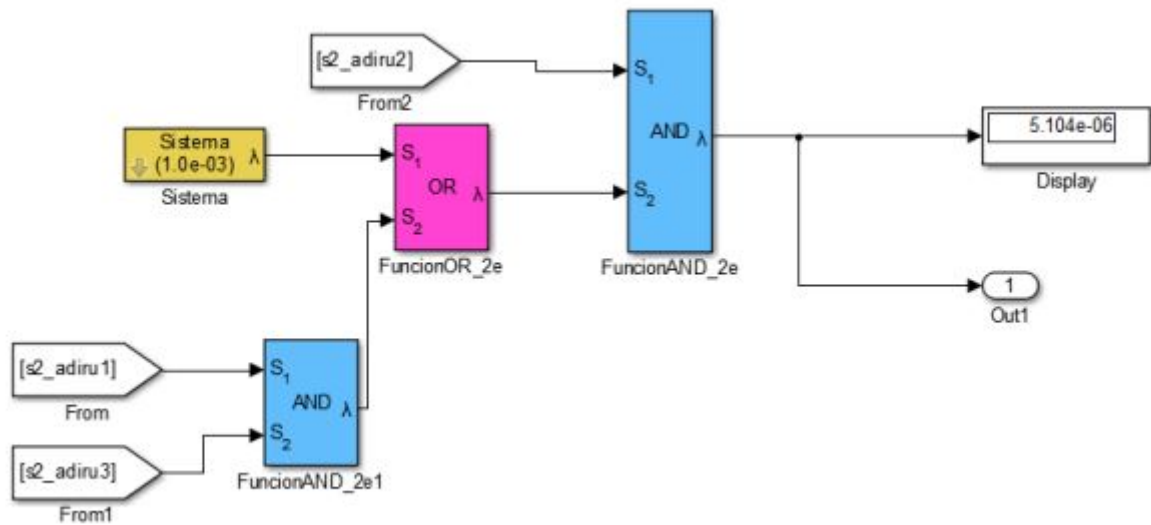 [s2_adiru2]
From2
S1
AND λ
S2
FuncionAND_2e
Sistema
(1.0e-03) λ
Sistema
S1
OR λ
S2
FuncionOR_2e
5.104e-06
Display
1
Out1
[s2_adiru1]
From
[s2_adiru3]
From1
S1
AND λ
S2
FuncionAND_2e1